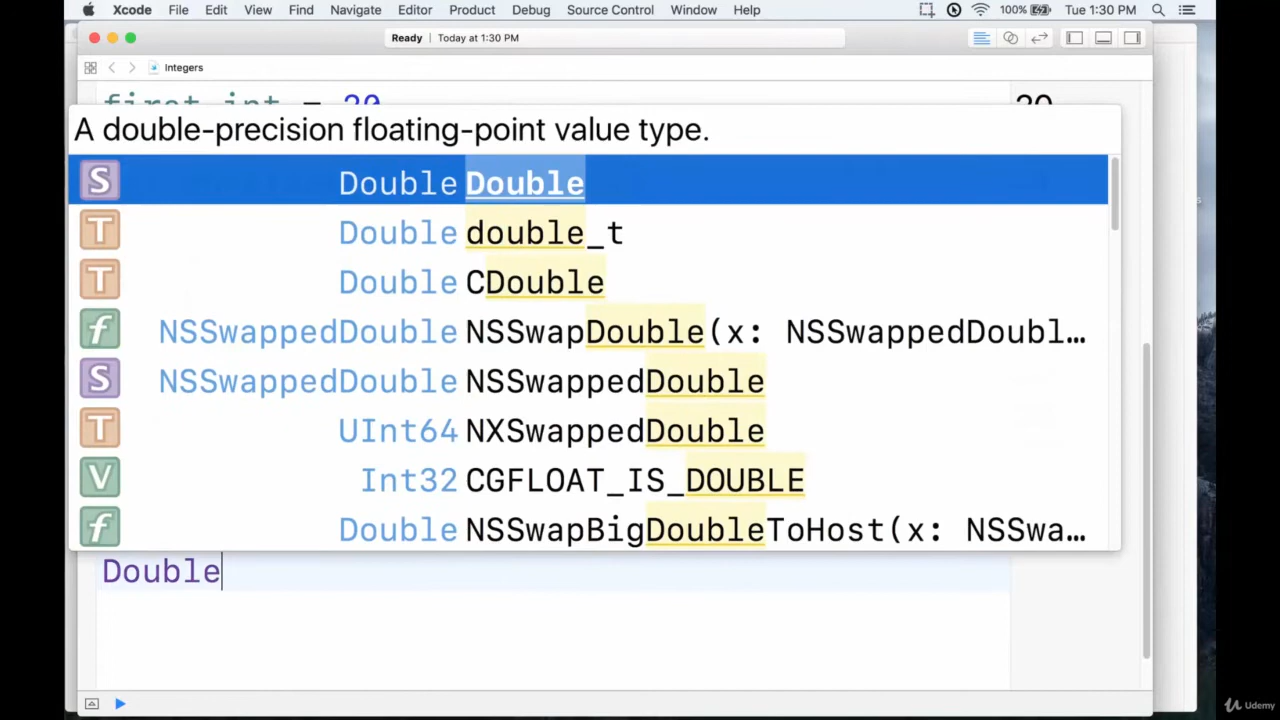 Xcode File Edit View Find Navigate Editor Product Debug Source Control Window Help 100% Tue 1:30 PM
Ready | Today at 1:30 PM
Integers
first_int = 20
20
A double-precision floating-point value type.
S Double Double
T Double double_t
T Double CDouble
f NSSwappedDouble NSSwapDouble(x: NSSwappedDoubl…
S NSSwappedDouble NSSwappedDouble
T UInt64 NXSwappedDouble
V Int32 CGFLOAT_IS_DOUBLE
f Double NSSwapBigDoubleToHost(x: NSSwa…
Double
Udemy